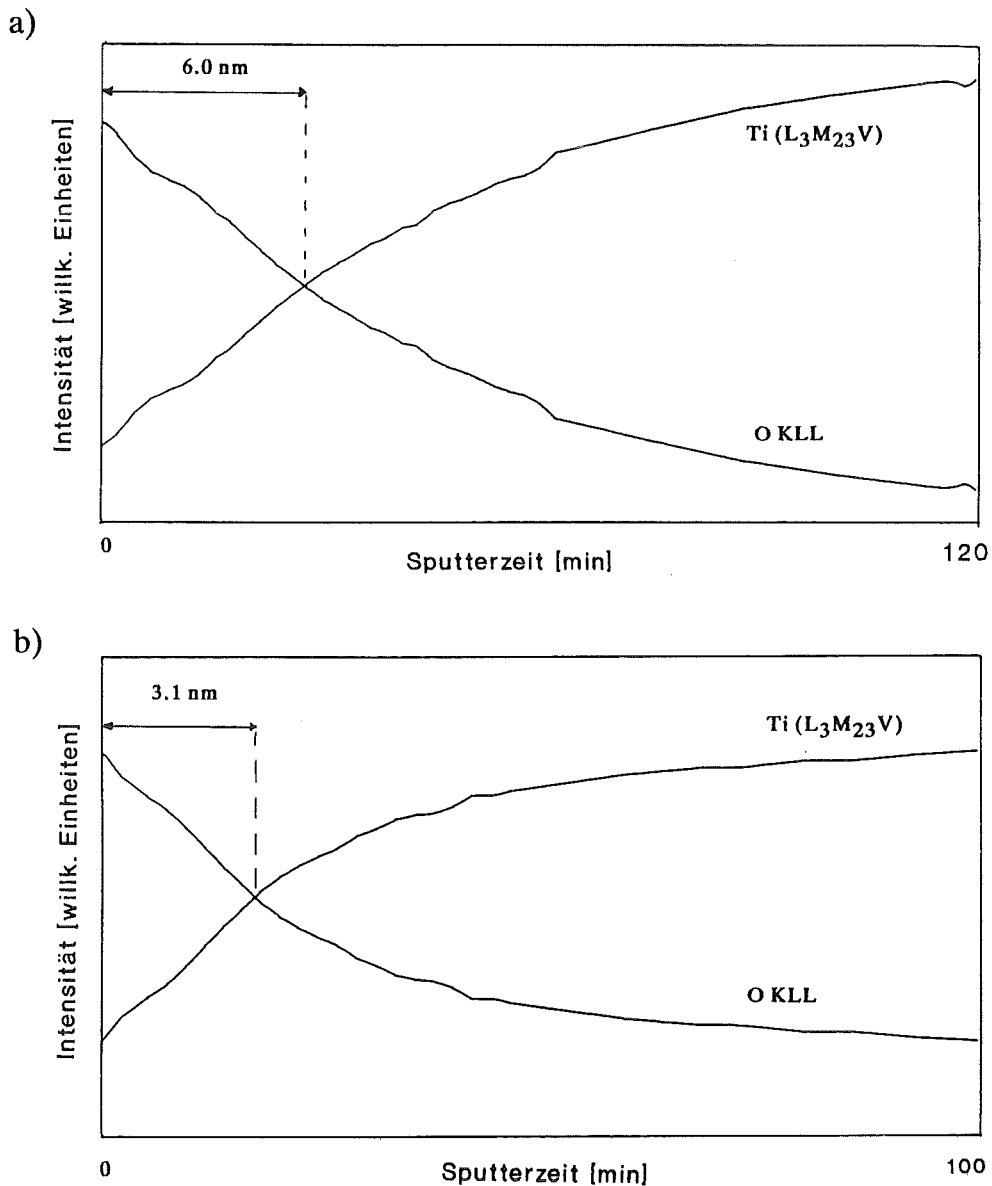 a)
6.0 nm
Ti (L3M23V)
Intensität [willk. Einheiten]
O KLL
0
120
Sputterzeit [min]
b)
3.1 nm
Ti (L3M23V)
Intensität [willk. Einheiten]
O KLL
0
100
Sputterzeit [min]